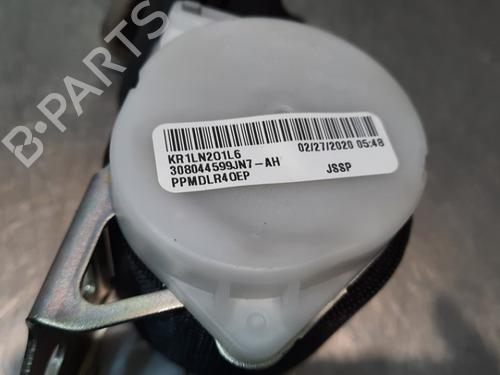 B-PARTS
KR1LN201L6 02/27/2020 05:48
308044599JN7-AH JSSP
PPMDLR40EP